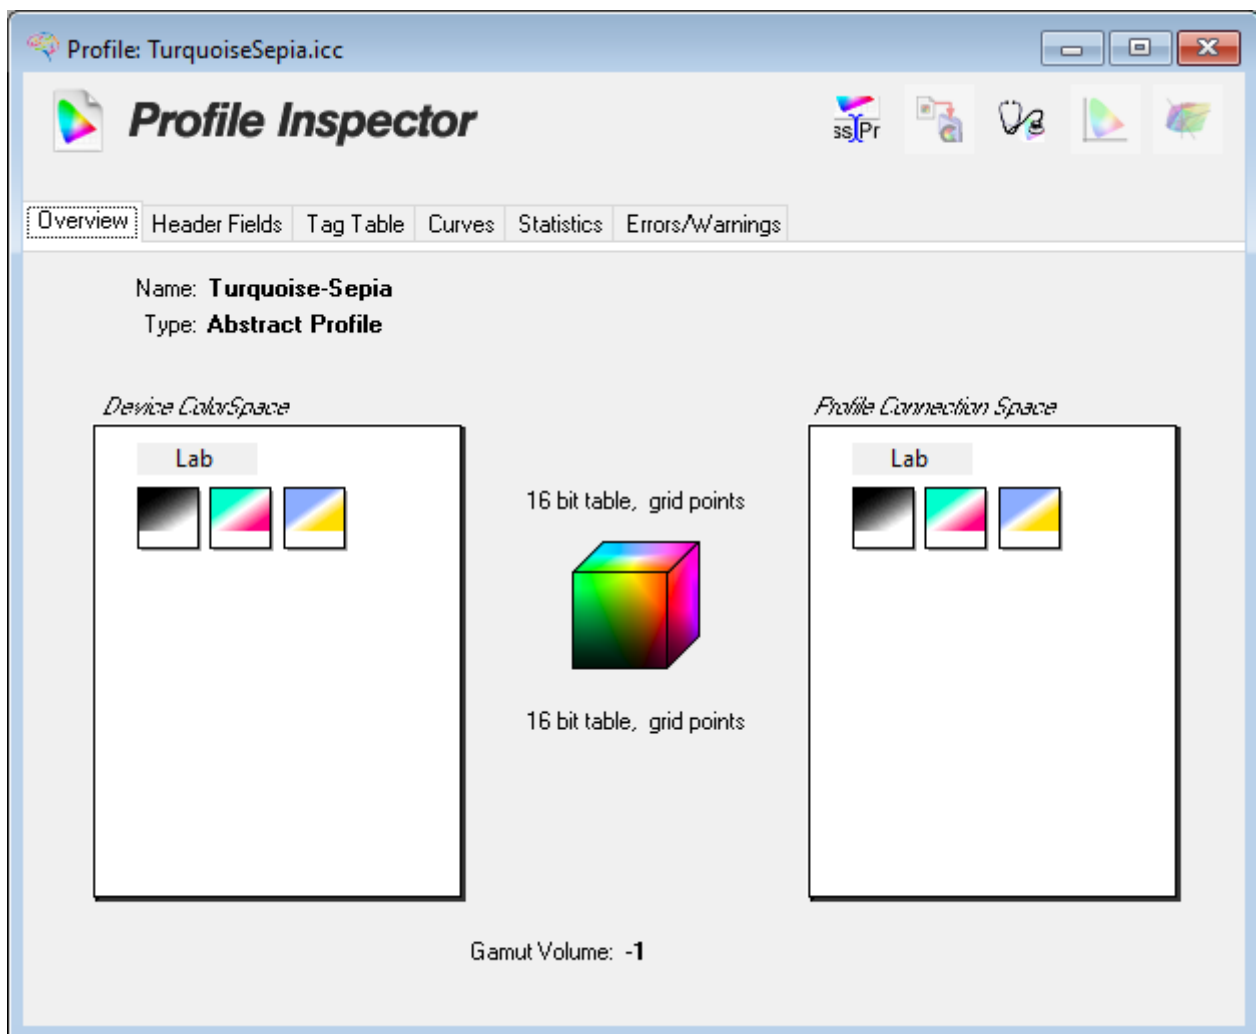 Profile: TurquoiseSepia.icc
Profile Inspector
ss Pr
Overview Header Fields Tag Table Curves Statistics Errors/Warnings
Name: Turquoise-Sepia
Type: Abstract Profile
Device ColorSpace
Profile Connection Space
Lab
Lab
16 bit table, grid points
16 bit table, grid points
Gamut Volume: -1